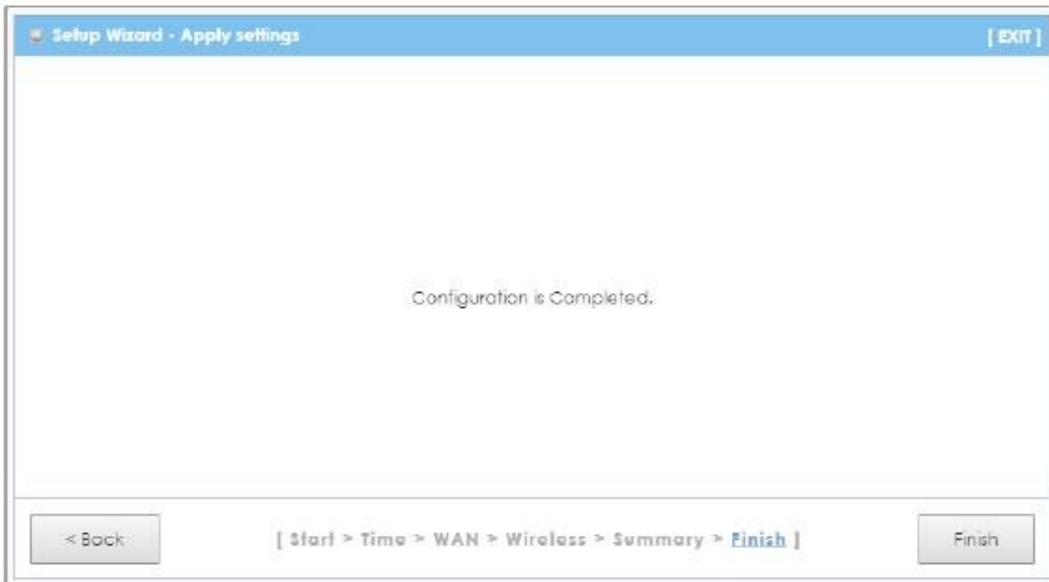 Setup Wizard - Apply settings [ EXIT ]
Configuration is Completed.
< Back [ Start > Time > WAN > Wireless > Summary > Finish ] Finish